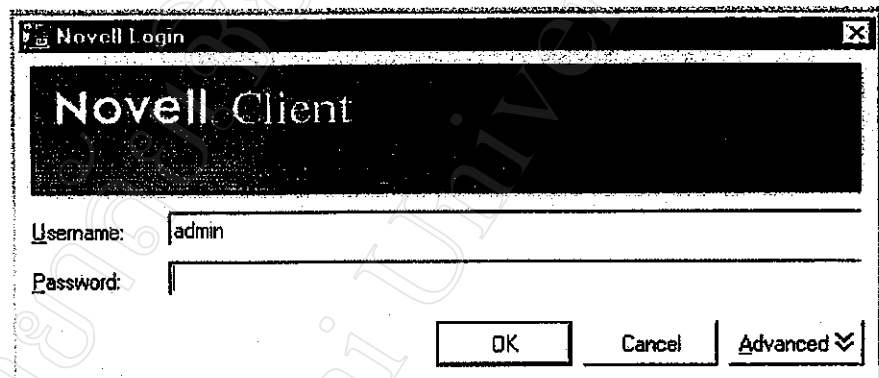 Novell Login
Novell Client
Username: admin
Password:
OK Cancel Advanced